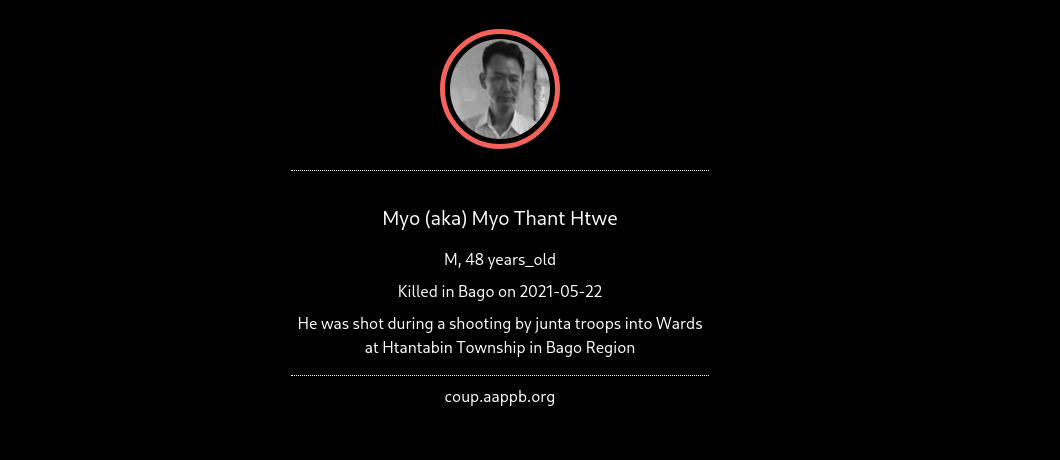 Myo (aka) Myo Thant Htwe
M, 48 years_old
Killed in Bago on 2021-05-22
He was shot during a shooting by junta troops into Wards
at Htantabin Township in Bago Region
coup.aappb.org